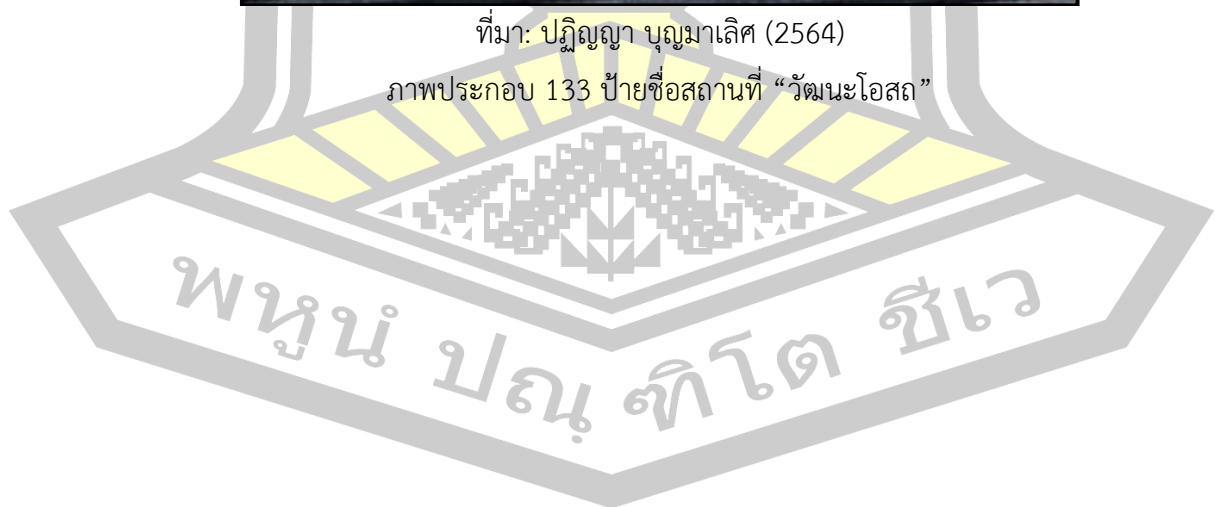 ที่มา: ปฏิญญา บุญมาเลิศ (2564)
ภาพประกอบ 133 ป้ายชื่อสถานที่ “วัฒนะโอสถ”
พหูนํ ปณฺฑิโต ชีเว